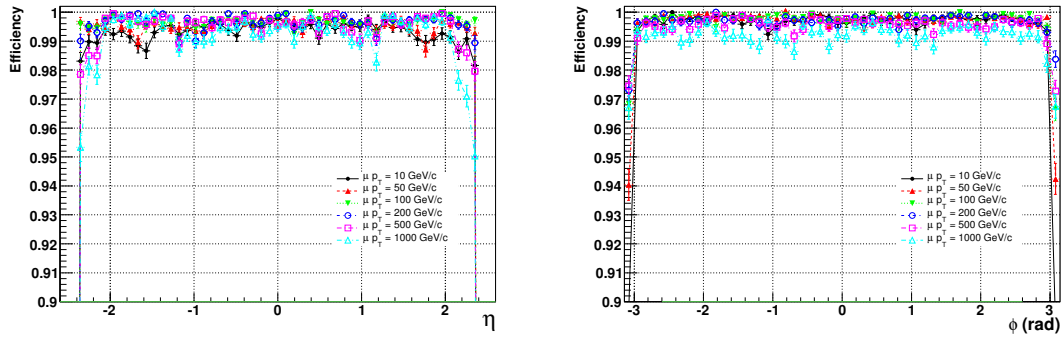 Efficiency
1
0.99
0.98
0.97
0.96
0.95
0.94
0.93
0.92
0.91
0.9
μ p_T = 10 GeV/c
μ p_T = 50 GeV/c
μ p_T = 100 GeV/c
μ p_T = 200 GeV/c
μ p_T = 500 GeV/c
μ p_T = 1000 GeV/c
-2 -1 0 1 2
η
Efficiency
1
0.99
0.98
0.97
0.96
0.95
0.94
0.93
0.92
0.91
0.9
μ p_T = 10 GeV/c
μ p_T = 50 GeV/c
μ p_T = 100 GeV/c
μ p_T = 200 GeV/c
μ p_T = 500 GeV/c
μ p_T = 1000 GeV/c
-3 -2 -1 0 1 2 3
ϕ (rad)